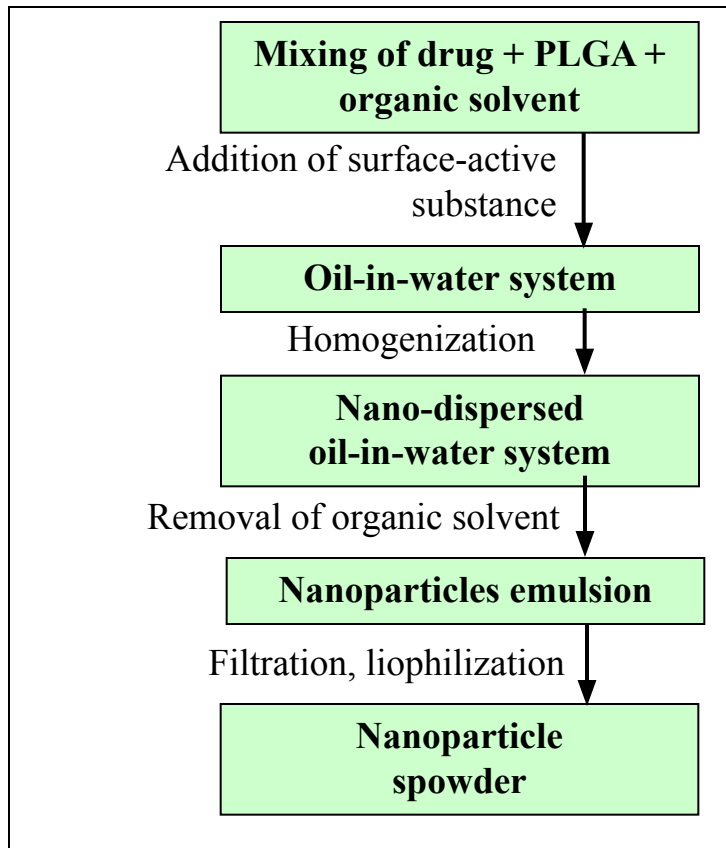 Mixing of drug + PLGA +
organic solvent
Addition of surface-active
substance
Oil-in-water system
Homogenization
Nano-dispersed
oil-in-water system
Removal of organic solvent
Nanoparticles emulsion
Filtration, liophilization
Nanoparticle
spowder